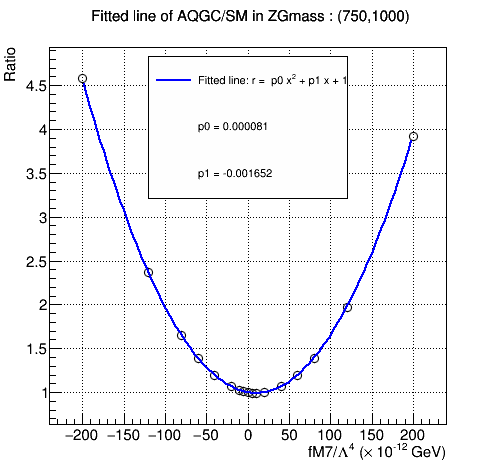 Fitted line of AQGC/SM in ZGmass : (750,1000)
Ratio
Fitted line: r = p0 x² + p1 x + 1
p0 = 0.000081
p1 = -0.001652
4.5
4
3.5
3
2.5
2
1.5
1
−200 −150 −100 −50 0 50 100 150 200
fM7/Λ⁴ (× 10⁻¹² GeV)